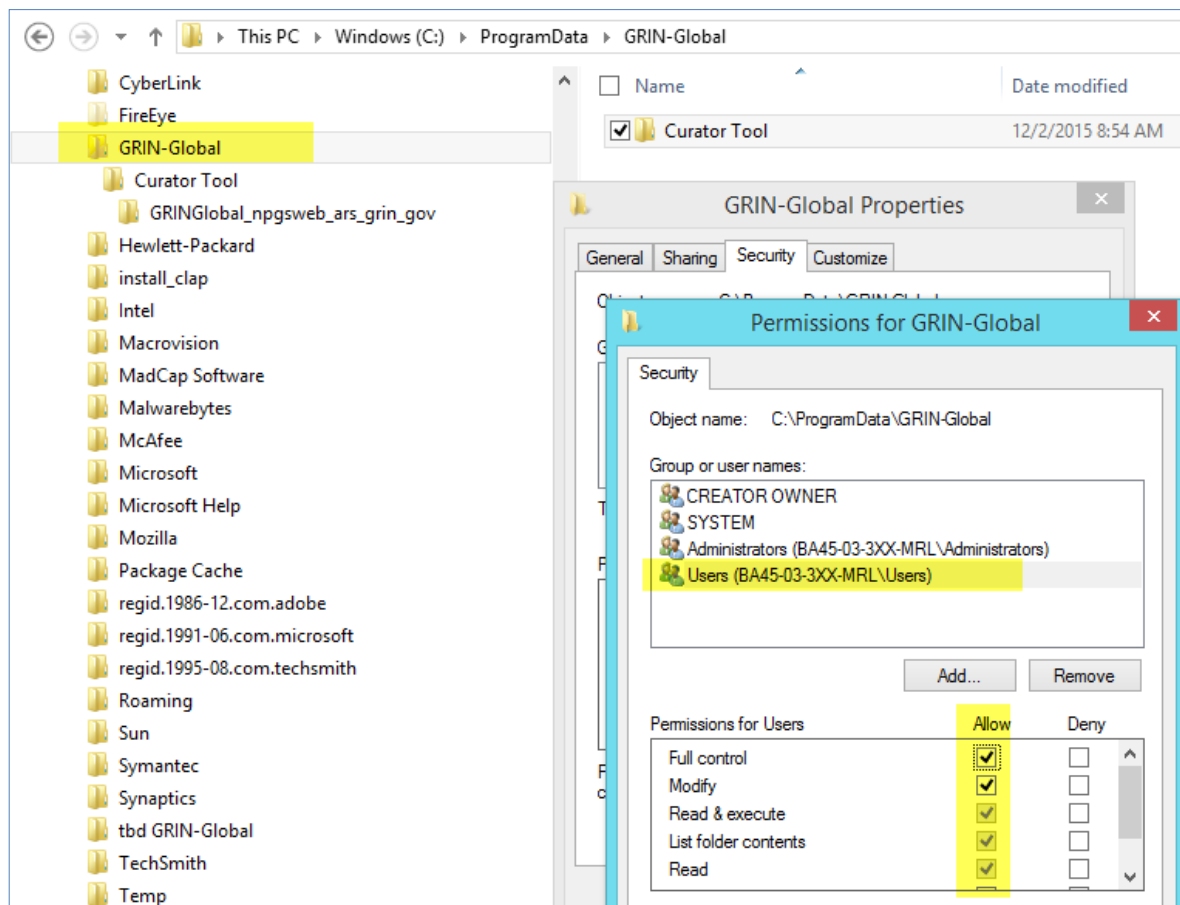 This PC Windows (C:) ProgramData GRIN-Global
CyberLink
FireEye
GRIN-Global
Curator Tool
GRINGlobal_npgsweb_ars_grin_gov
Hewlett-Packard
install_clap
Intel
Macrovision
MadCap Software
Malwarebytes
McAfee
Microsoft
Microsoft Help
Mozilla
Package Cache
regid.1986-12.com.adobe
regid.1991-06.com.microsoft
regid.1995-08.com.techsmith
Roaming
Sun
Symantec
Synaptics
tbd GRIN-Global
TechSmith
Temp
Name Date modified
Curator Tool 12/2/2015 8:54 AM
GRIN-Global Properties
General Sharing Security Customize
Permissions for GRIN-Global
Security
Object name: C:\ProgramData\GRIN-Global
Group or user names:
CREATOR OWNER
SYSTEM
Administrators (BA45-03-3XX-MRL\Administrators)
Users (BA45-03-3XX-MRL\Users)
Add... Remove
Permissions for Users Allow Deny
Full control
Modify
Read & execute
List folder contents
Read